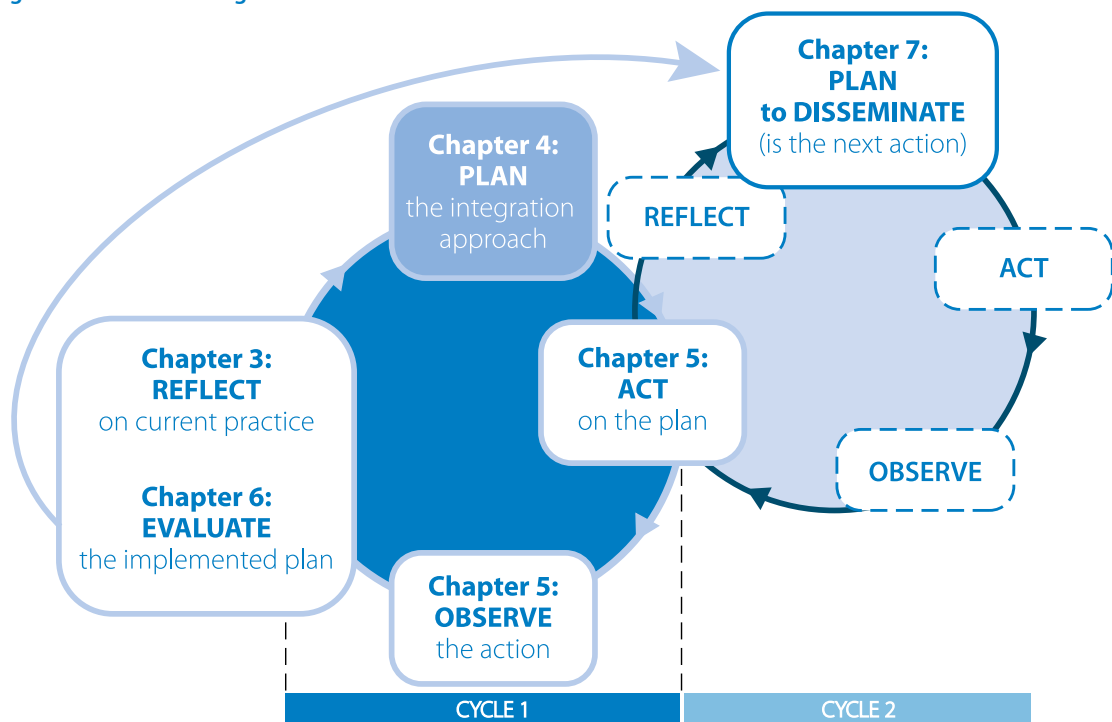 Chapter 7:
PLAN
to DISSEMINATE
(is the next action)
Chapter 4:
PLAN
the integration
approach
REFLECT
ACT
Chapter 3:
REFLECT
on current practice
Chapter 5:
ACT
on the plan
OBSERVE
Chapter 6:
EVALUATE
the implemented plan
Chapter 5:
OBSERVE
the action
CYCLE 1
CYCLE 2